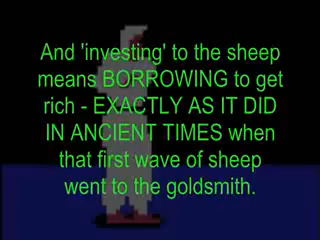 And 'investing' to the sheep
means BORROWING to get
rich - EXACTLY AS IT DID
IN ANCIENT TIMES when
that first wave of sheep
went to the goldsmith.